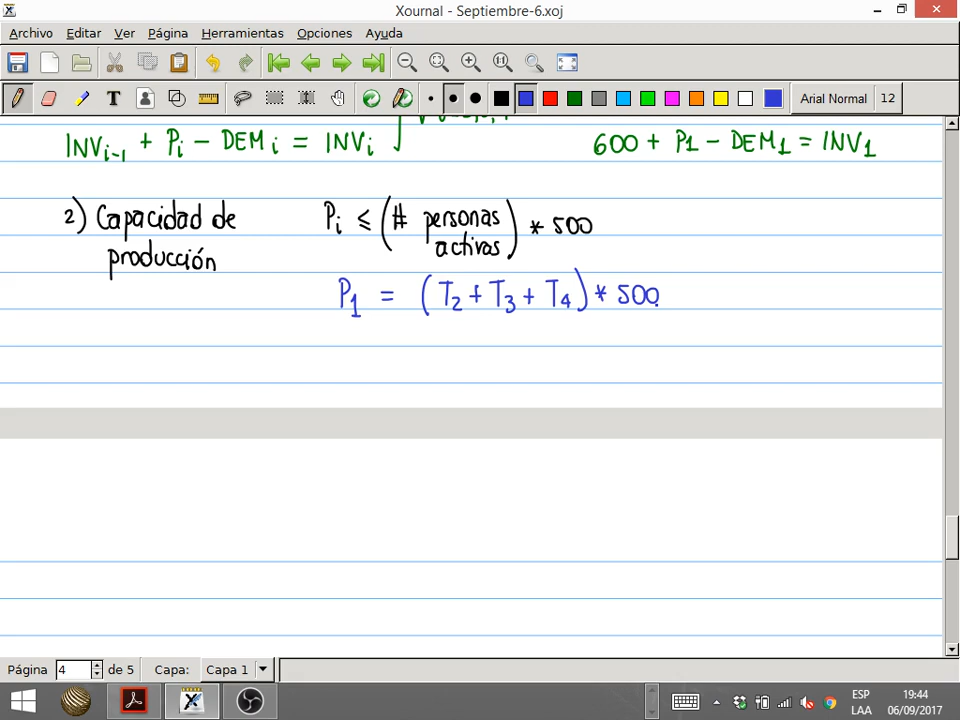 Xournal - Septiembre-6.xoj
Archivo Editar Ver Página Herramientas Opciones Ayuda
Arial Normal 12
INVi-1 + Pi - DEM i = INVi
600 + P1 - DEM1 = INV1
2) Capacidad de producción
Pi ≤ (# personas activas) * 500
P1 = (T2 + T3 + T4) * 500
Página 4 de 5 Capa: Capa 1
ESP 19:44
LAA 06/09/2017